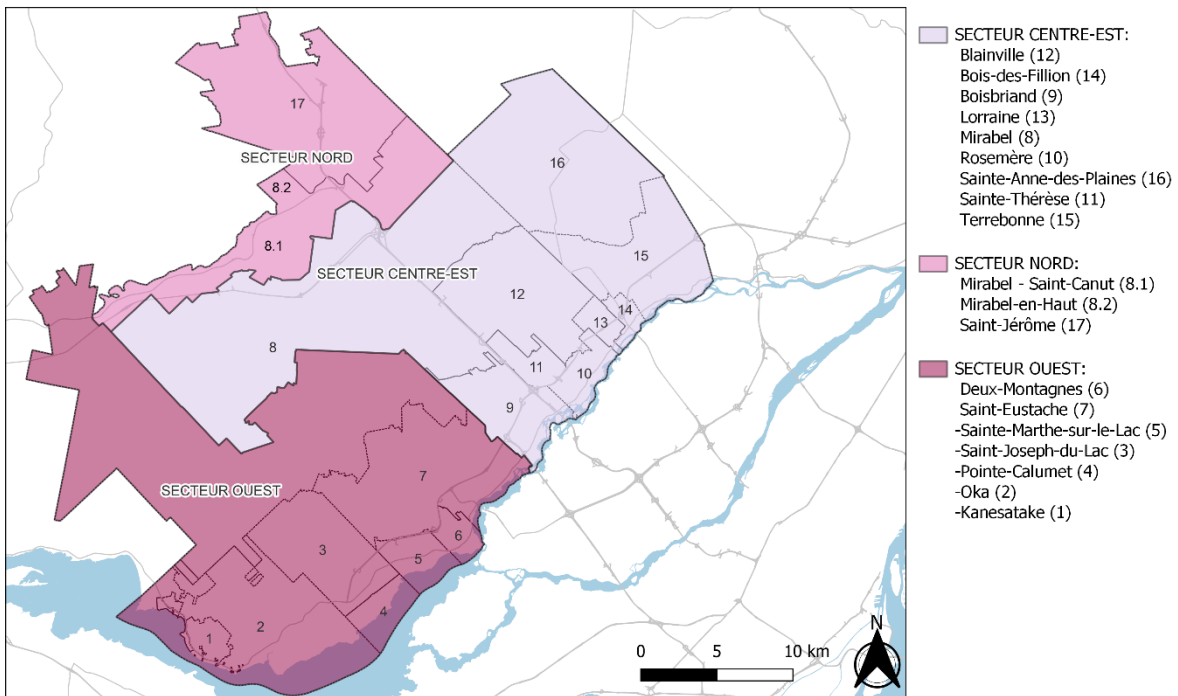 17
SECTEUR NORD
16
8.2
8.1
15
SECTEUR CENTRE-EST
12
14
13
8
11
10
9
7
SECTEUR OUEST
6
3
5
4
2
1
N
0 5 10 km
SECTEUR CENTRE-EST:
Blainville (12)
Bois-des-Fillion (14)
Boisbriand (9)
Lorraine (13)
Mirabel (8)
Rosemère (10)
Sainte-Anne-des-Plaines (16)
Sainte-Thérèse (11)
Terrebonne (15)
SECTEUR NORD:
Mirabel - Saint-Canut (8.1)
Mirabel-en-Haut (8.2)
Saint-Jérôme (17)
SECTEUR OUEST:
Deux-Montagnes (6)
Saint-Eustache (7)
-Sainte-Marthe-sur-le-Lac (5)
-Saint-Joseph-du-Lac (3)
-Pointe-Calumet (4)
-Oka (2)
-Kanesatake (1)